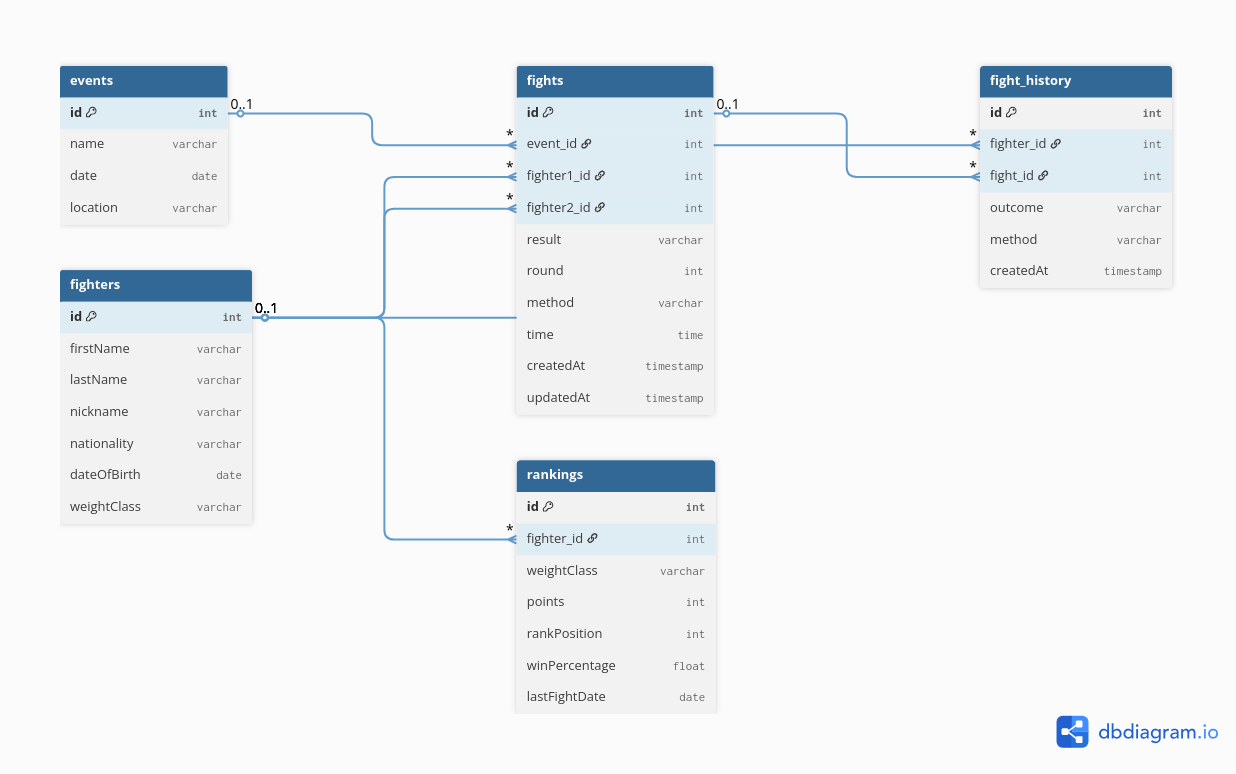 events
id int
name varchar
date date
location varchar
0..1
fighters
id int
firstName varchar
lastName varchar
nickname varchar
nationality varchar
dateOfBirth date
weightClass varchar
0..1
fights
id int
event_id int
fighter1_id int
fighter2_id int
result varchar
round int
method varchar
time time
createdAt timestamp
updatedAt timestamp
*
*
*
0..1
rankings
id int
fighter_id int
weightClass varchar
points int
rankPosition int
winPercentage float
lastFightDate date
*
fight_history
id int
fighter_id int
fight_id int
outcome varchar
method varchar
createdAt timestamp
*
*
dbdiagram.io